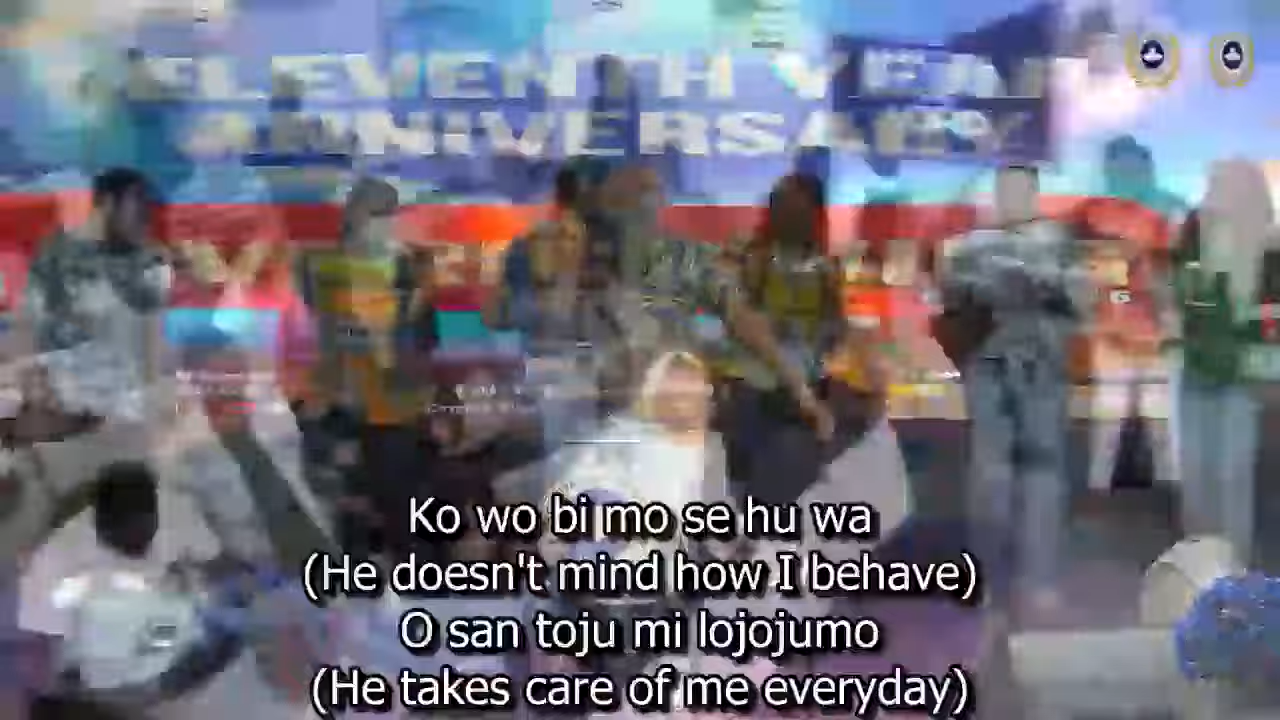 ELEVENTH YEAR
ANNIVERSARY
Ko wo bi mo se hu wa
(He doesn't mind how I behave)
O san toju mi lojojumo
(He takes care of me everyday)